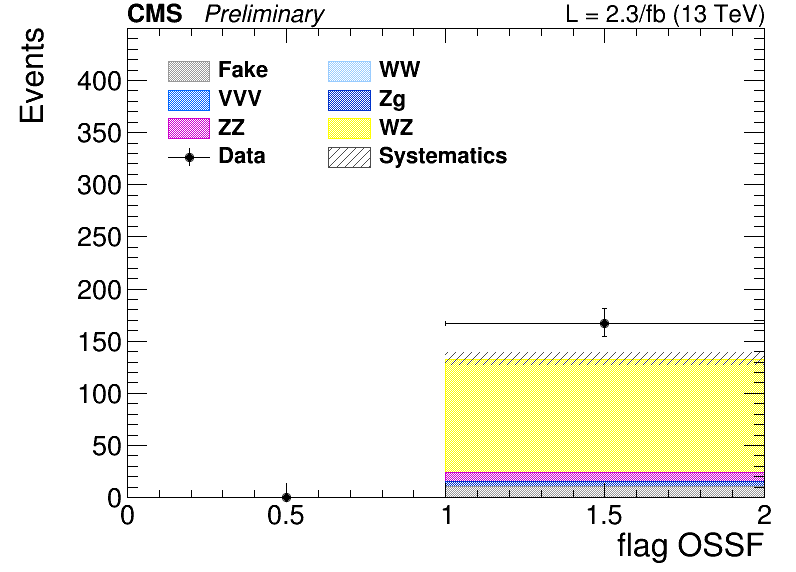 CMS Preliminary L = 2.3/fb (13 TeV)
Events
400
350
300
250
200
150
100
50
0
Fake WW
VVV Zg
ZZ WZ
Data Systematics
0 0.5 1 1.5 2
flag OSSF